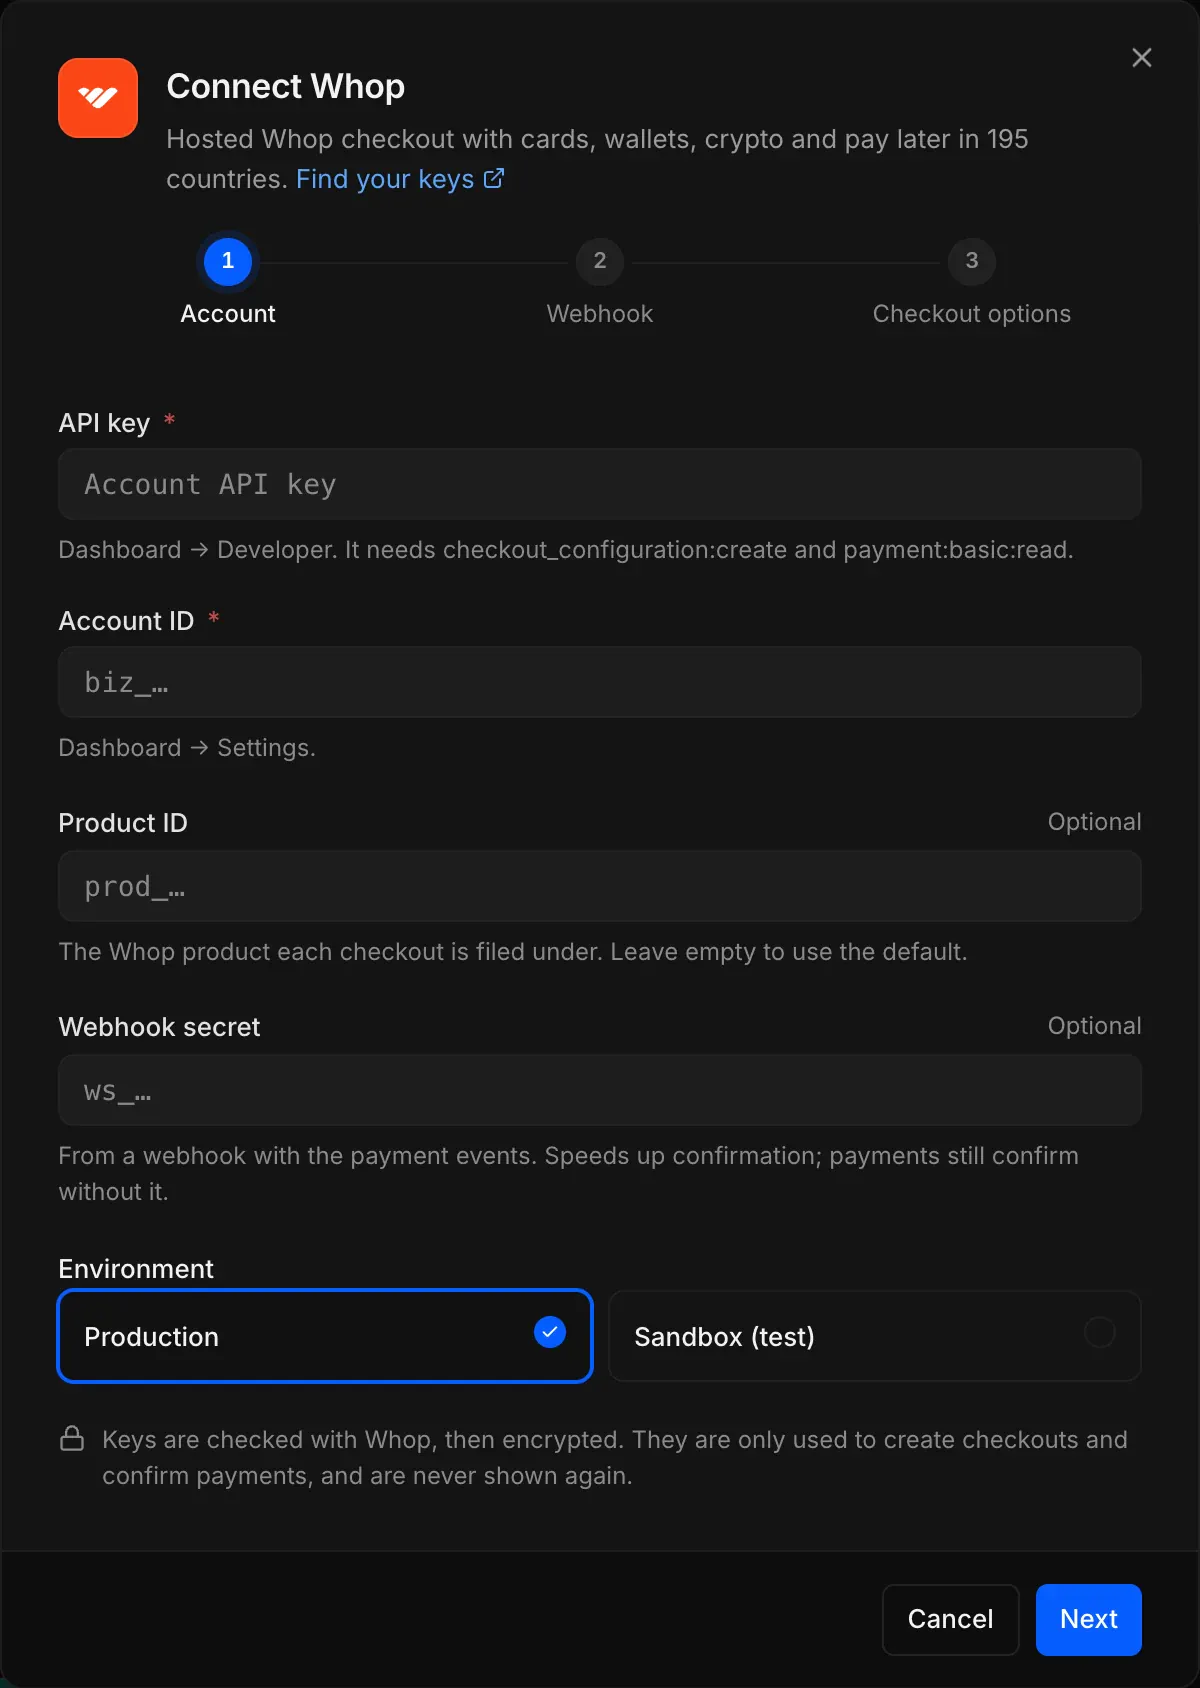 Connect Whop
Hosted Whop checkout with cards, wallets, crypto and pay later in 195
countries. Find your keys
1
2
3
Account
Webhook
Checkout options
API key *
Account API key
Dashboard → Developer. It needs checkout_configuration:create and payment:basic:read.
Account ID *
biz_…
Dashboard → Settings.
Product ID
Optional
prod_…
The Whop product each checkout is filed under. Leave empty to use the default.
Webhook secret
Optional
ws_…
From a webhook with the payment events. Speeds up confirmation; payments still confirm
without it.
Environment
Production
Sandbox (test)
Keys are checked with Whop, then encrypted. They are only used to create checkouts and
confirm payments, and are never shown again.
Cancel
Next